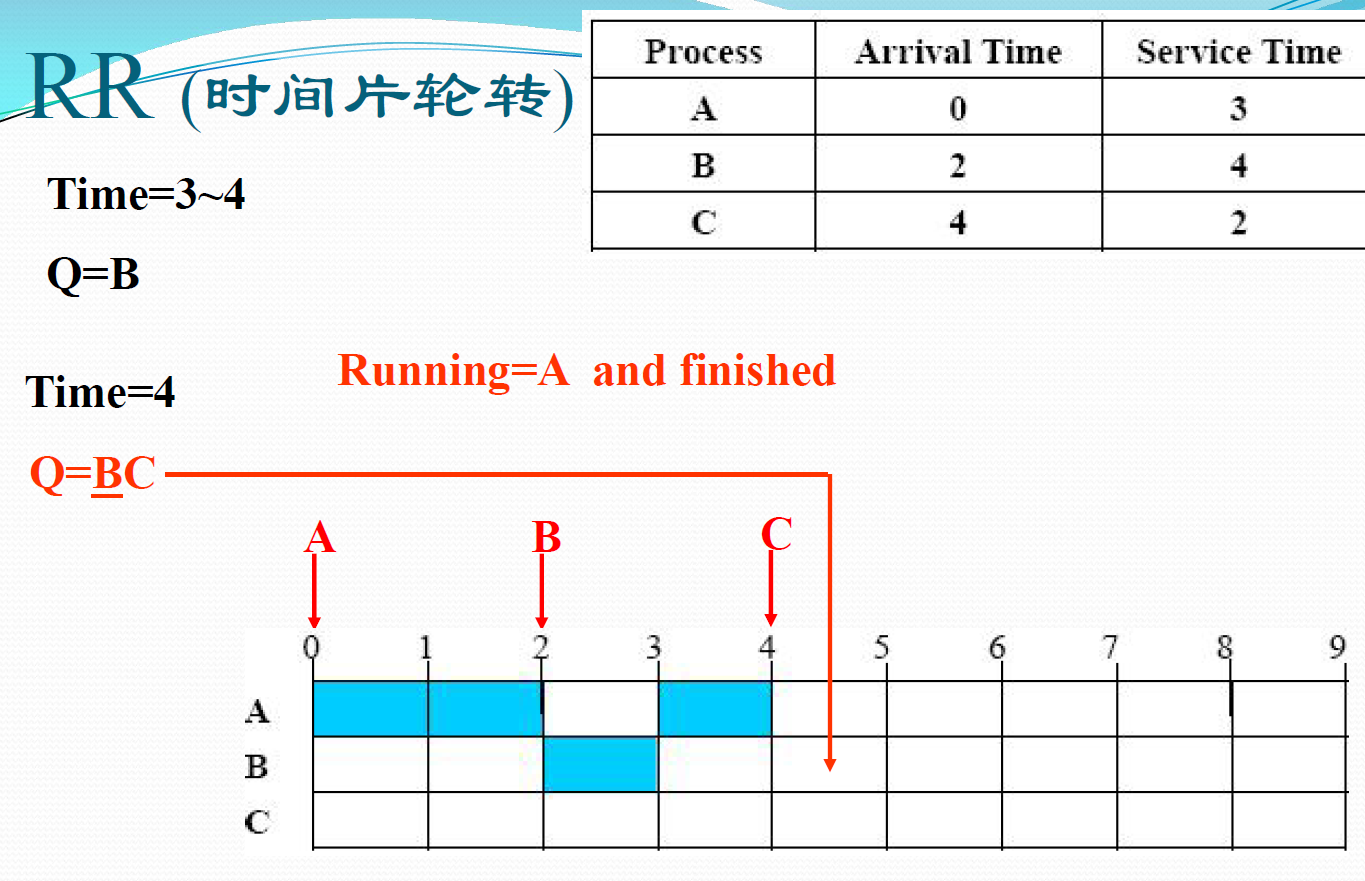 RR (时间片轮转)
Process Arrival Time Service Time
A 0 3
B 2 4
C 4 2
Time=3~4
Q=B
Running=A and finished
Time=4
Q=BC
A B C
0 1 2 3 4 5 6 7 8 9
A
B
C